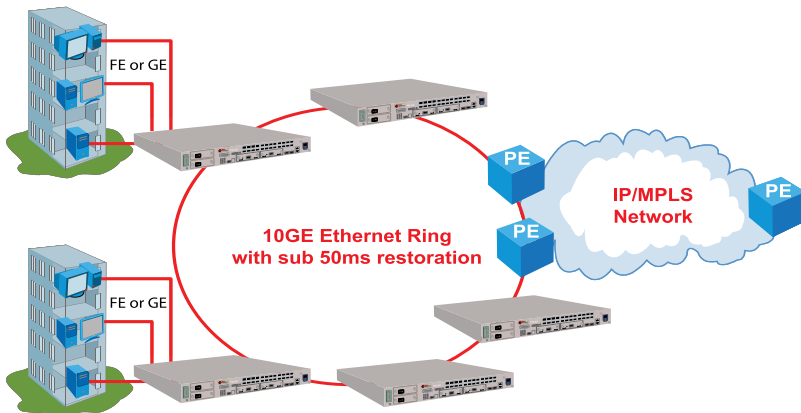 FE or GE
PE
IP/MPLS
Network
PE
PE
10GE Ethernet Ring
with sub 50ms restoration
FE or GE